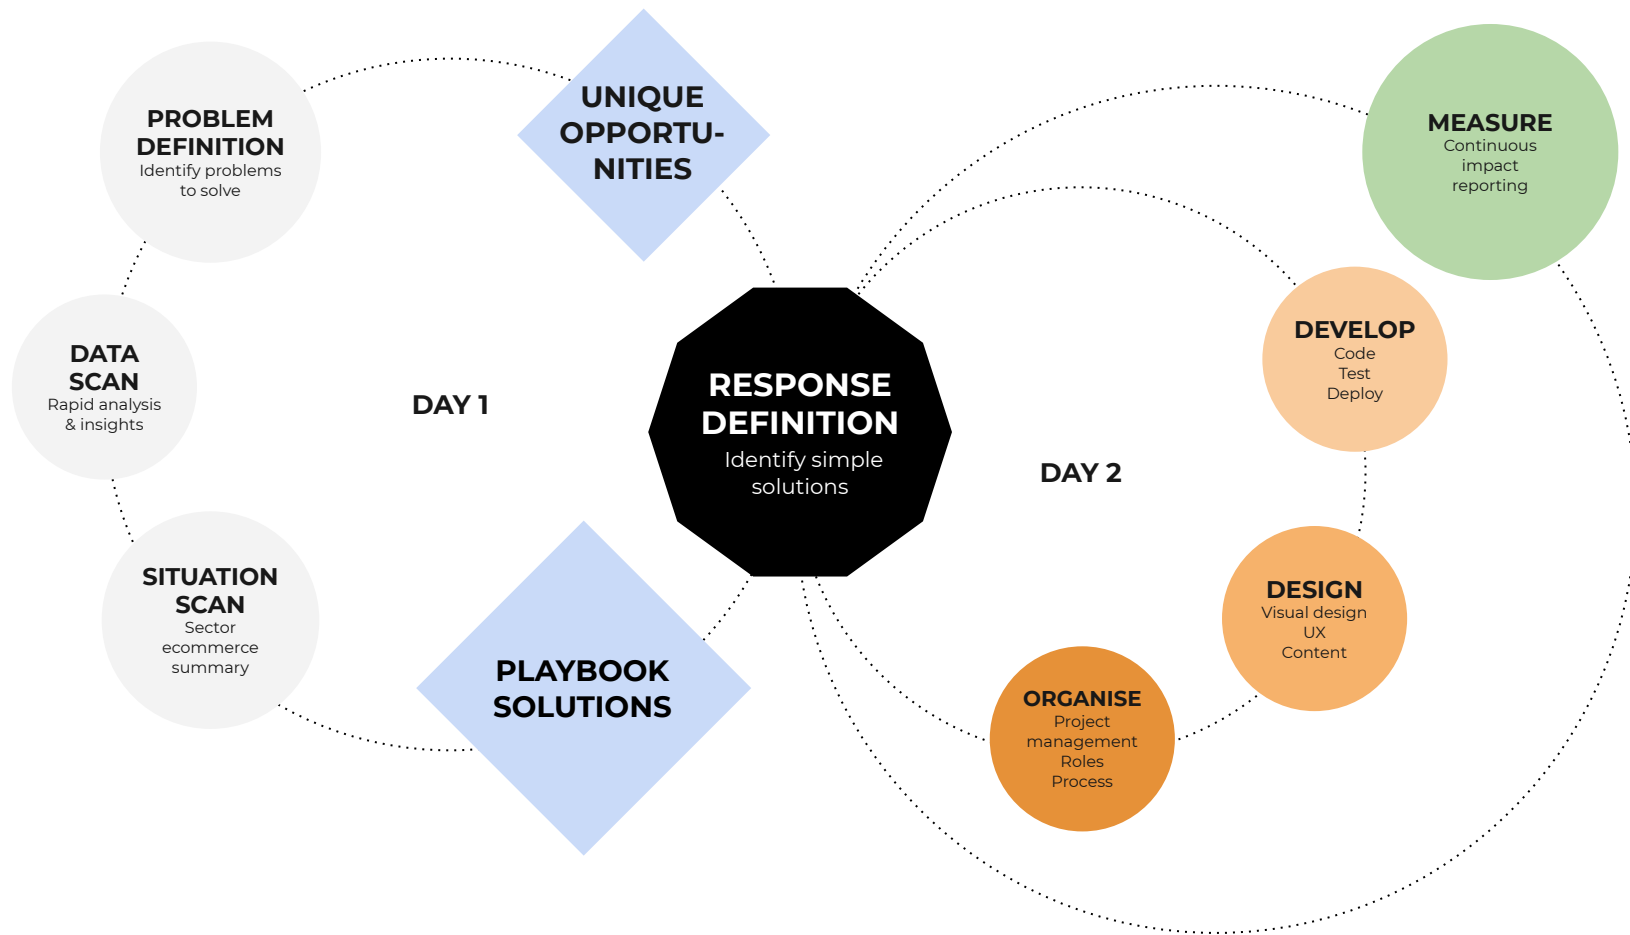 PROBLEM
DEFINITION
Identify problems
to solve
UNIQUE
OPPORTU-
NITIES
MEASURE
Continuous
impact
reporting
DATA
SCAN
Rapid analysis
& insights
DAY 1
RESPONSE
DEFINITION
Identify simple
solutions
DAY 2
DEVELOP
Code
Test
Deploy
SITUATION
SCAN
Sector
ecommerce
summary
PLAYBOOK
SOLUTIONS
DESIGN
Visual design
UX
Content
ORGANISE
Project
management
Roles
Process